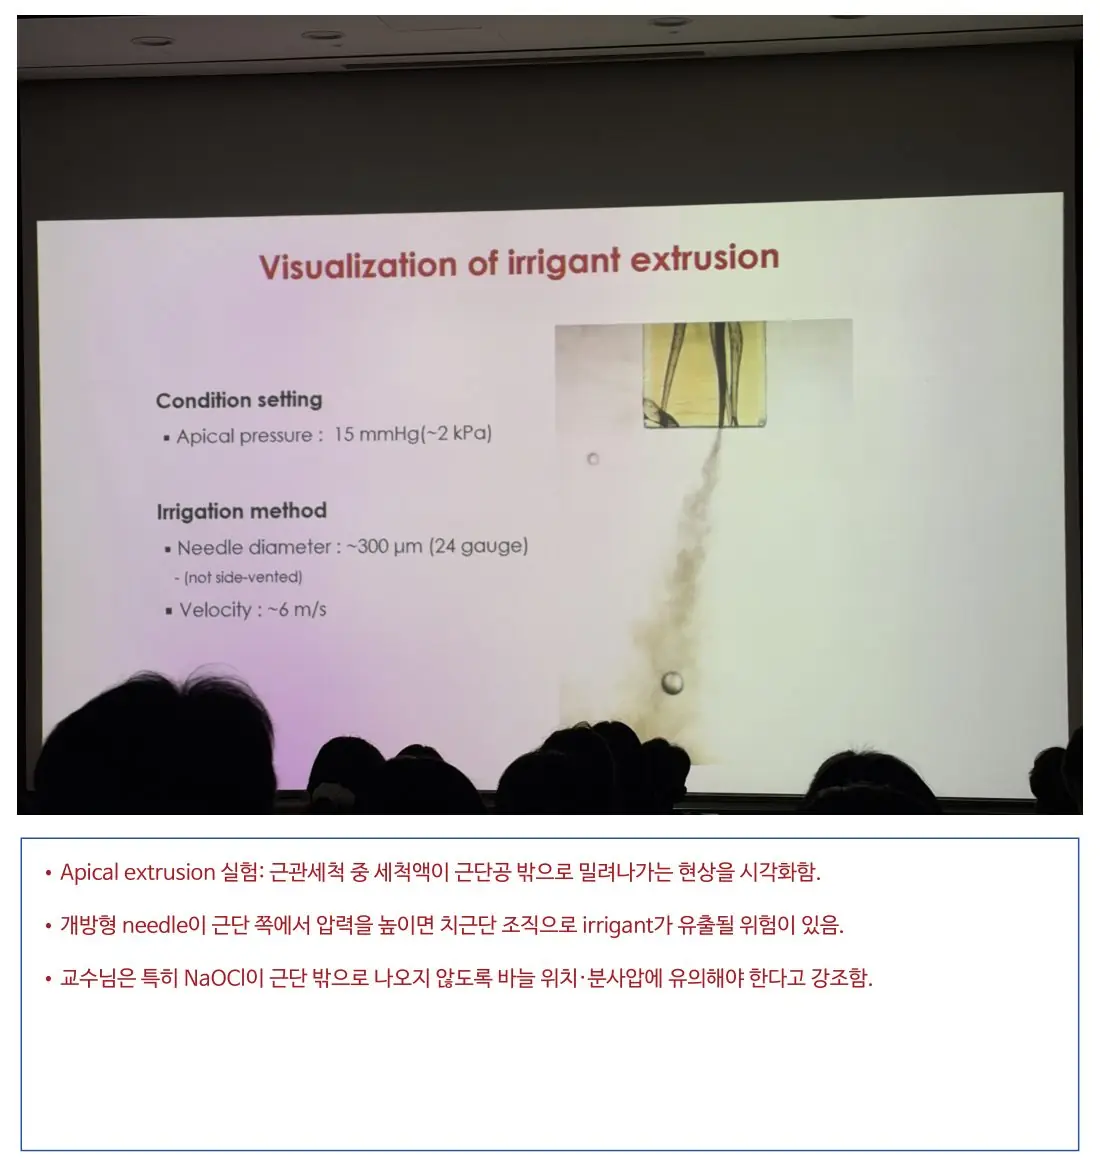 Visualization of irrigant extrusion
Condition setting
▪ Apical pressure : 15 mmHg(~2 kPa)
Irrigation method
▪ Needle diameter : ~300 µm (24 gauge)
- (not side-vented)
▪ Velocity : ~6 m/s
• Apical extrusion 실험: 근관세척 중 세척액이 근단공 밖으로 밀려나가는 현상을 시각화함.
• 개방형 needle이 근단 쪽에서 압력을 높이면 치근단 조직으로 irrigant가 유출될 위험이 있음.
• 교수님은 특히 NaOCl이 근단 밖으로 나오지 않도록 바늘 위치·분사압에 유의해야 한다고 강조함.